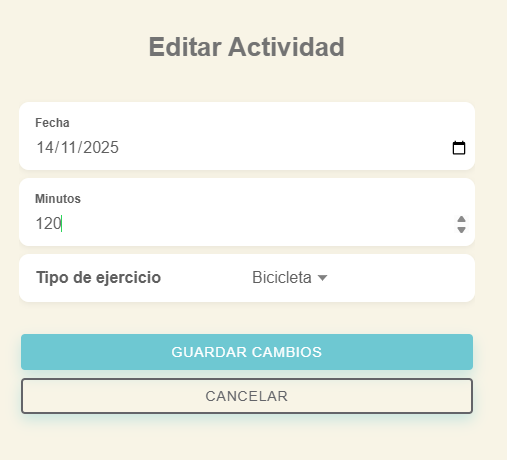 Editar Actividad
Fecha
14/11/2025
Minutos
120
Tipo de ejercicio Bicicleta
GUARDAR CAMBIOS
CANCELAR